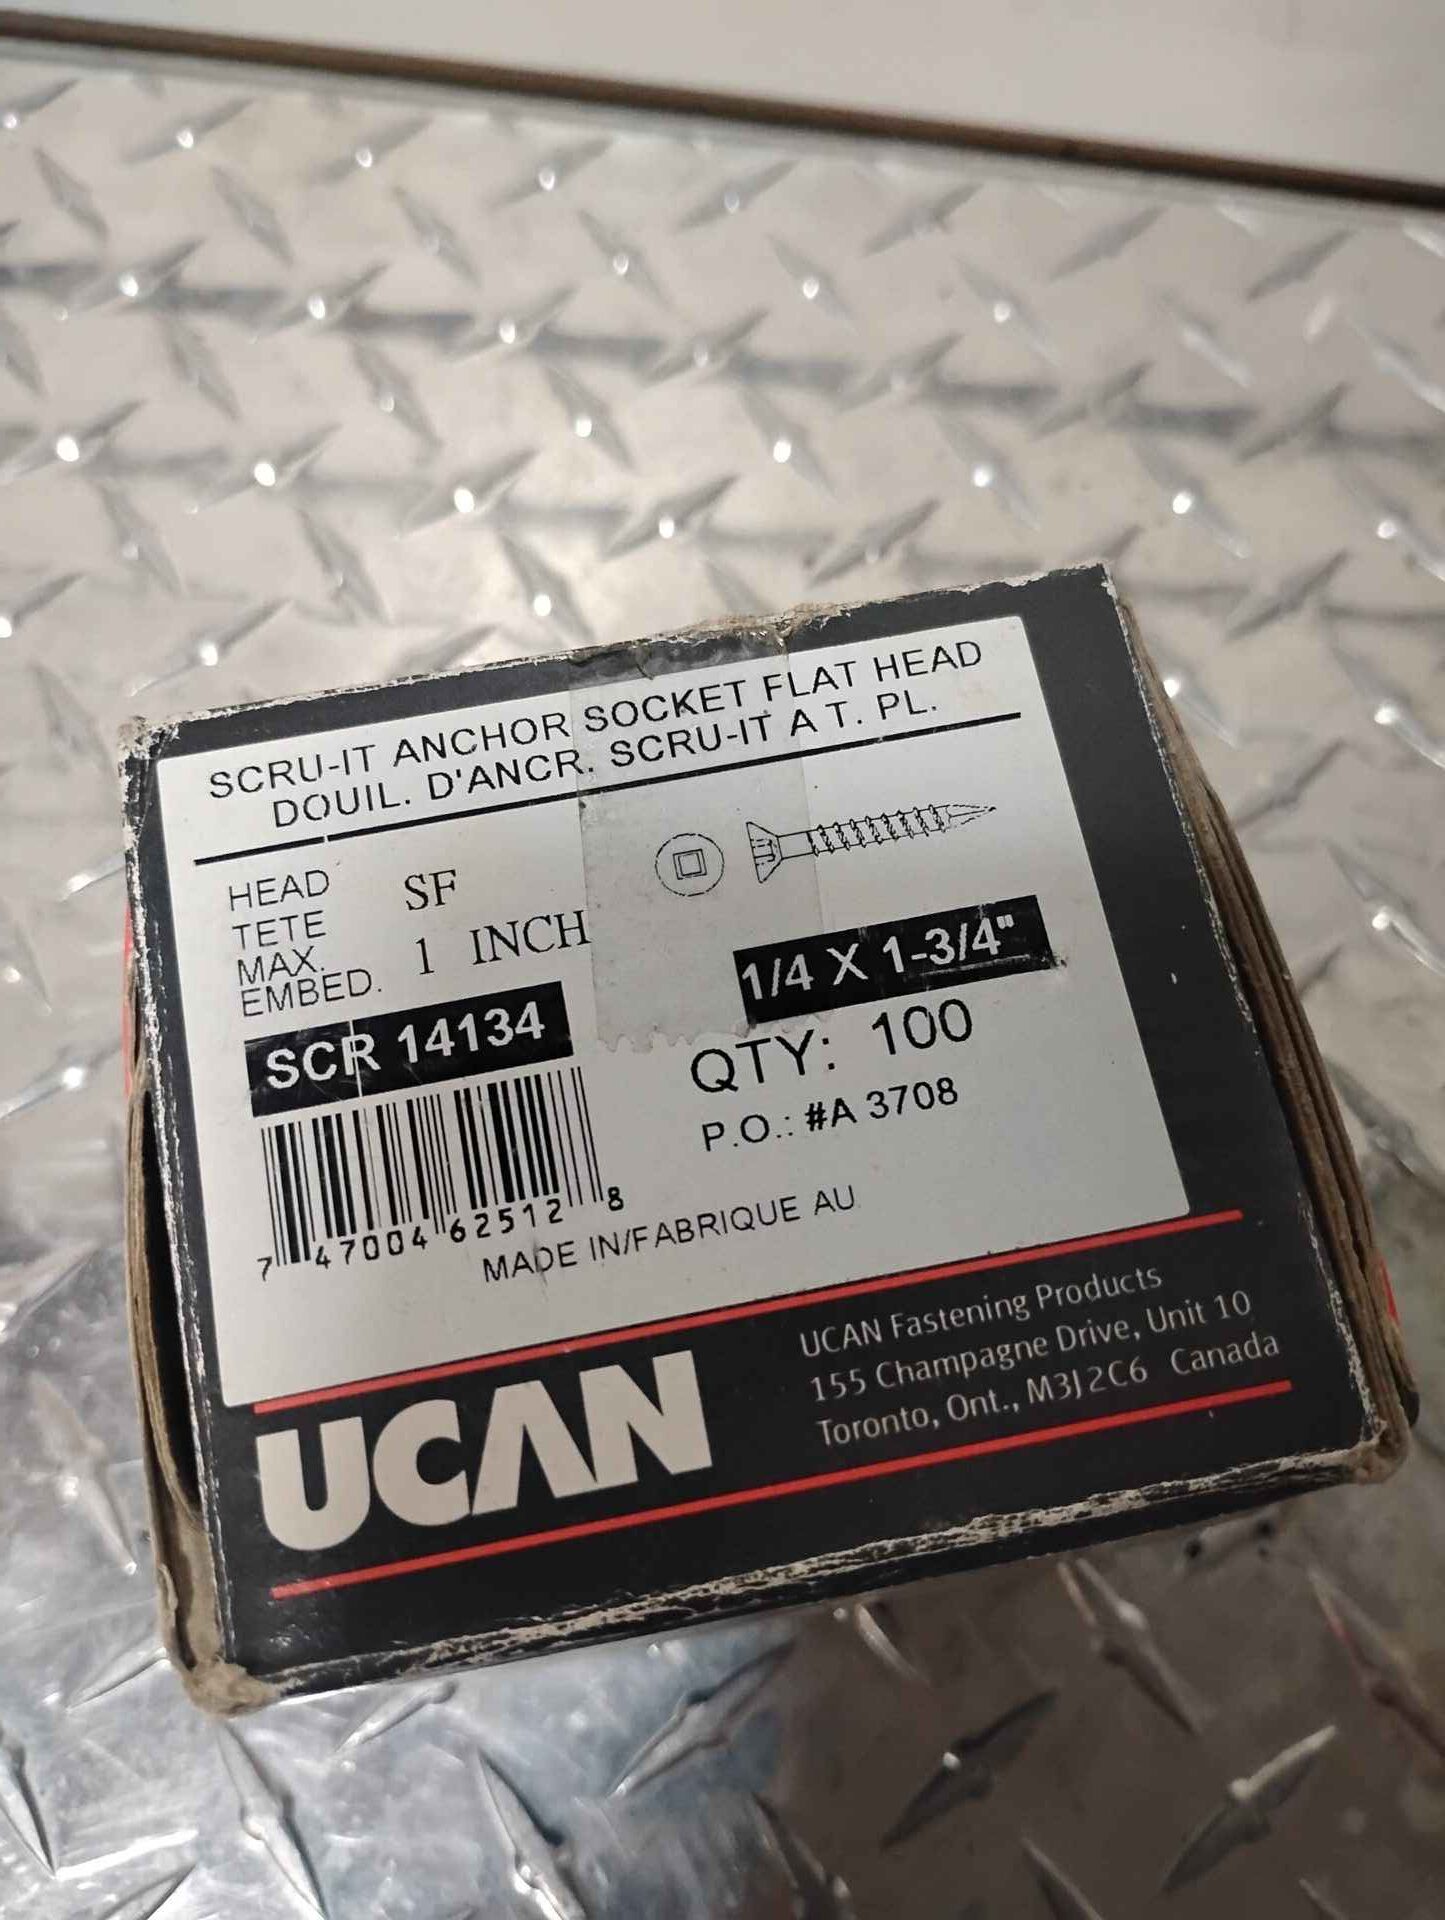 SCRU-IT ANCHOR SOCKET FLAT HEAD
DOUIL. D'ANCR. SCRU-IT A T. PL.
HEAD SF
TETE
MAX. 1 INCH
EMBED.
SCR 14134
1/4 X 1-3/4"
QTY: 100
P.O.: #A 3708
7 47004 62512 8
MADE IN/FABRIQUE AU
UCAN
UCAN Fastening Products
155 Champagne Drive, Unit 10
Toronto, Ont., M3J 2C6 Canada